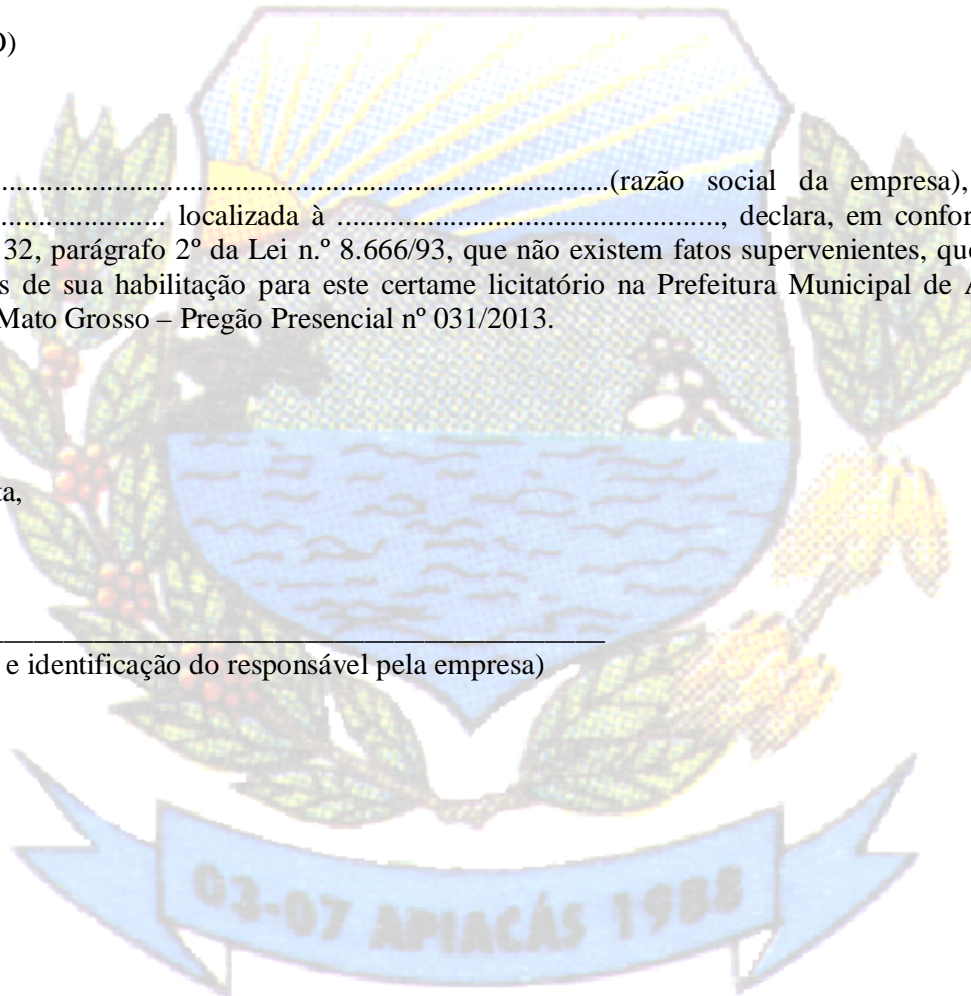 O)
....................................................................................(razão social da empresa),
...................... localizada à ...................................................., declara, em confor
32, parágrafo 2º da Lei n.º 8.666/93, que não existem fatos supervenientes, que
s de sua habilitação para este certame licitatório na Prefeitura Municipal de A
Mato Grosso – Pregão Presencial nº 031/2013.
ta,
____________________________________________
e identificação do responsável pela empresa)
03-07 APIACÁS 1988